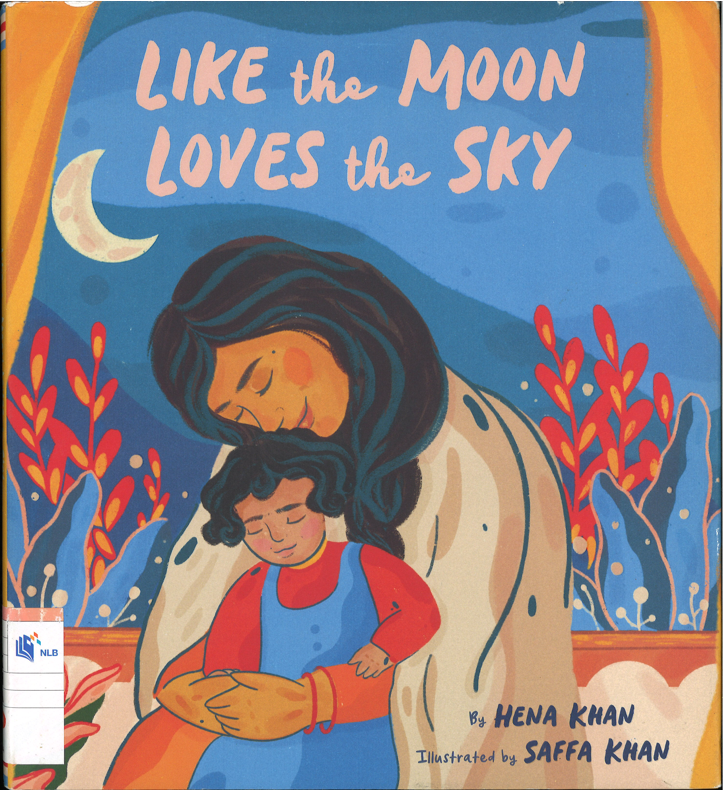 LIKE the MOON
LOVES the SKY
NLB
By HENA KHAN
Illustrated by SAFFA KHAN